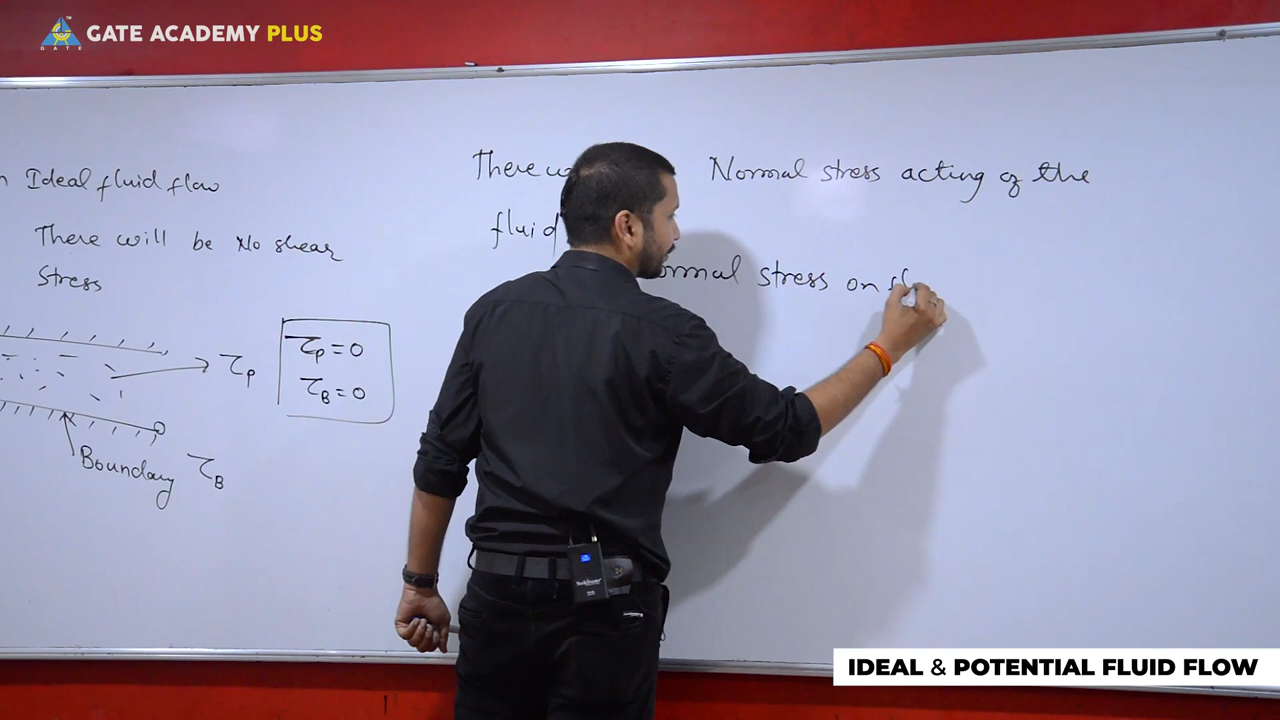 GATE ACADEMY PLUS
GATE
Ideal fluid flow
There will be No shear
Stress
τp
τp = 0
τB = 0
Boundary τB
There Normal stress acting of the
fluid
ormal stress on
IDEAL & POTENTIAL FLUID FLOW